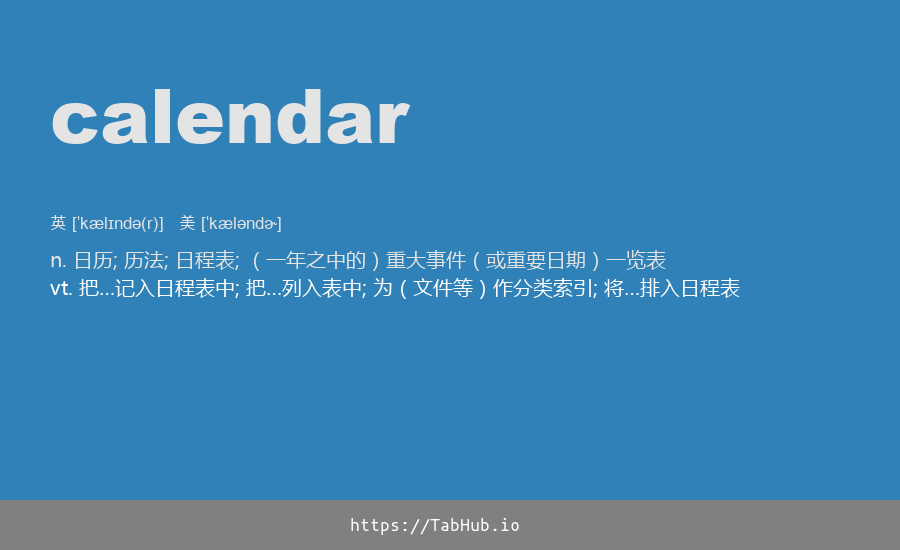 calendar
英 [ˈkælɪndə(r)] 美 [ˈkæləndɚ]
n. 日历; 历法; 日程表; （一年之中的）重大事件（或重要日期）一览表
vt. 把...记入日程表中; 把...列入表中; 为（文件等）作分类索引; 将...排入日程表
https://TabHub.io